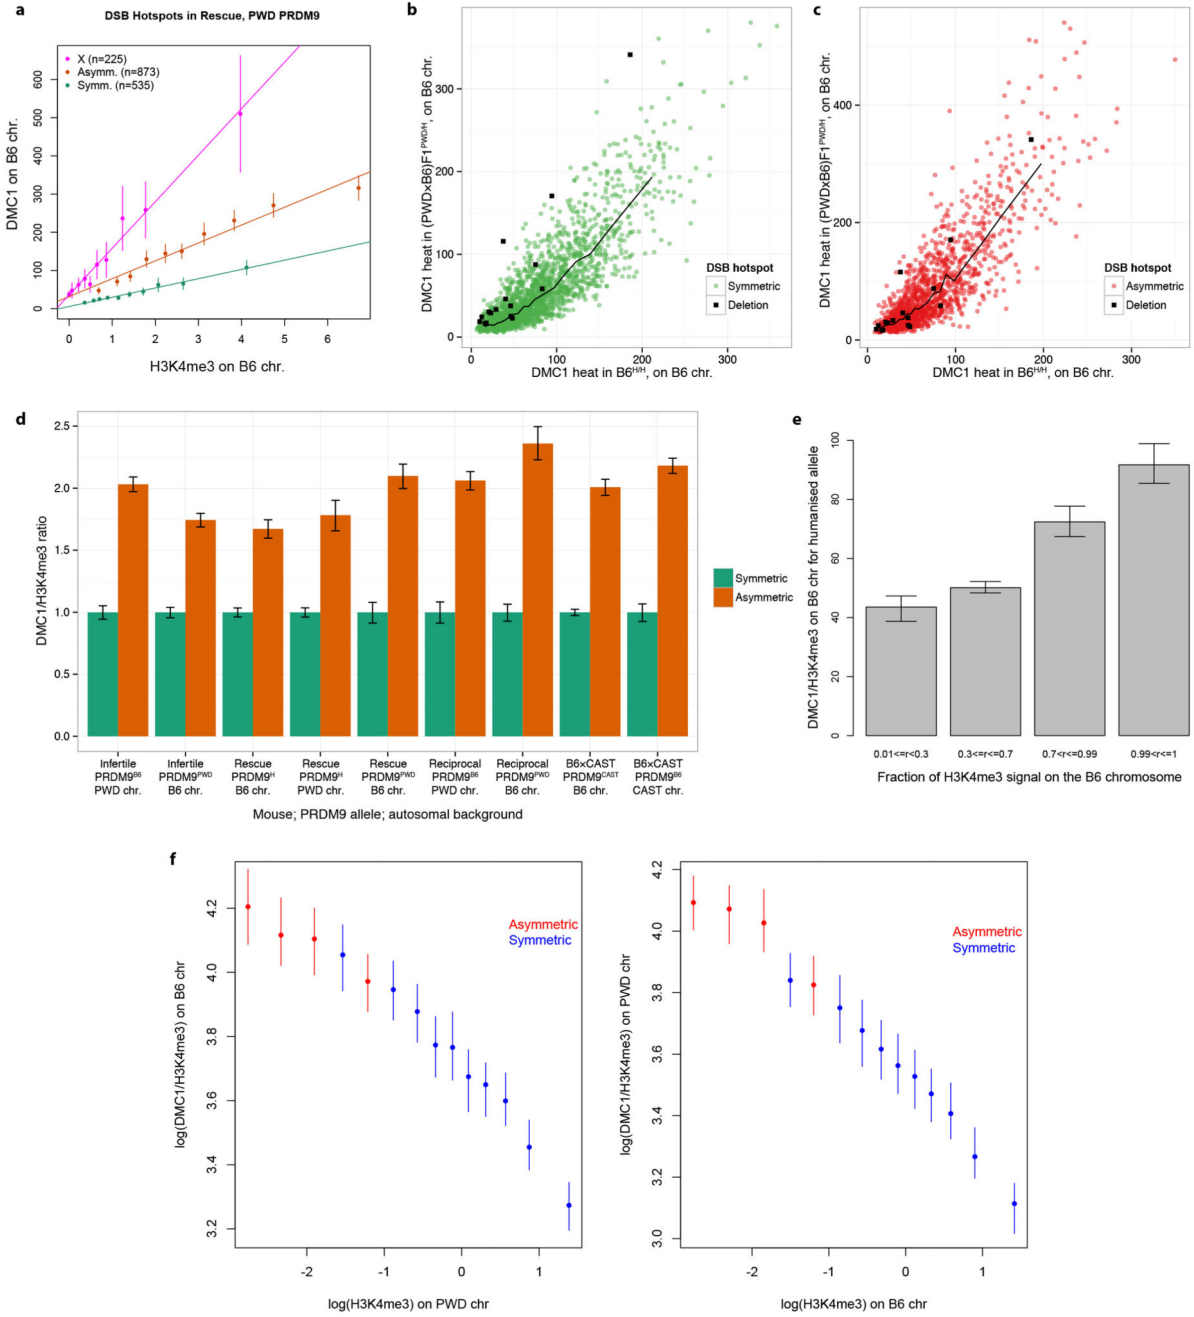 a
DSB Hotspots in Rescue, PWD PRDM9
X (n=225)
Asymm. (n=873)
Symm. (n=535)
DMC1 on B6 chr.
0 100 200 300 400 500 600
0 1 2 3 4 5 6
H3K4me3 on B6 chr.
b
DMC1 heat in (PWDxB6)F1PWD/H, on B6 chr.
300
200
100
0
DSB hotspot
Symmetric
Deletion
0 100 200 300
DMC1 heat in B6H/H, on B6 chr.
c
DMC1 heat in (PWDxB6)F1PWD/H, on B6 chr.
400
200
0
DSB hotspot
Asymmetric
Deletion
0 100 200 300
DMC1 heat in B6H/H, on B6 chr.
d
DMC1/H3K4me3 ratio
2.5
2.0
1.5
1.0
0.5
0.0
Symmetric
Asymmetric
Infertile Infertile Rescue Rescue Rescue Reciprocal Reciprocal B6×CAST B6×CAST
PRDM9B6 PRDM9PWD PRDM9H PRDM9H PRDM9PWD PRDM9B6 PRDM9PWD PRDM9CAST PRDM9B6
PWD chr. B6 chr. B6 chr. PWD chr. B6 chr. PWD chr. B6 chr. B6 chr. CAST chr.
Mouse; PRDM9 allele; autosomal background
e
DMC1/H3K4me3 on B6 chr for humanised allele
0 20 40 60 80 100
0.01<=r<0.3 0.3<=r<=0.7 0.7<r<=0.99 0.99<r<=1
Fraction of H3K4me3 signal on the B6 chromosome
f
log(DMC1/H3K4me3) on B6 chr
3.2 3.4 3.6 3.8 4.0 4.2
Asymmetric
Symmetric
-2 -1 0 1
log(H3K4me3) on PWD chr
log(DMC1/H3K4me3) on PWD chr
3.0 3.2 3.4 3.6 3.8 4.0 4.2
Asymmetric
Symmetric
-2 -1 0 1
log(H3K4me3) on B6 chr